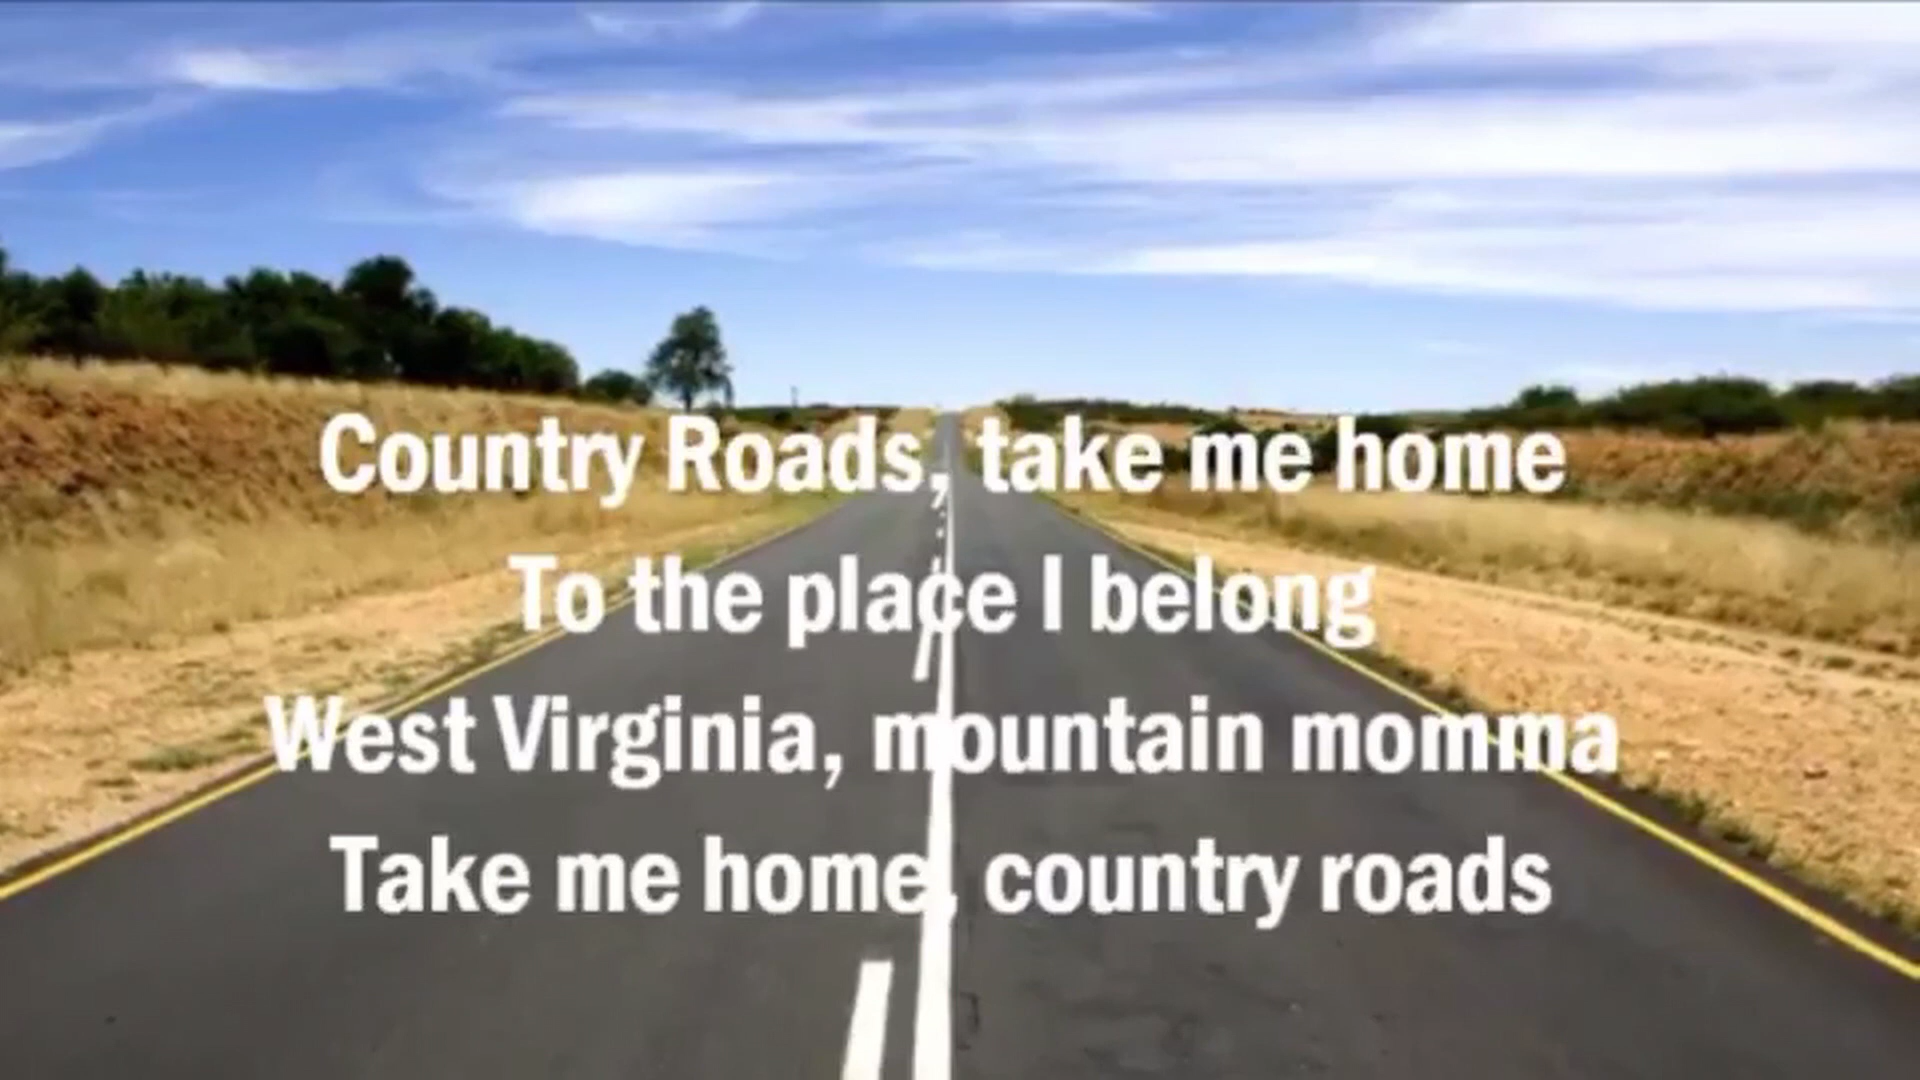 Country Roads, take me home
To the place I belong
West Virginia, mountain momma
Take me home, country roads